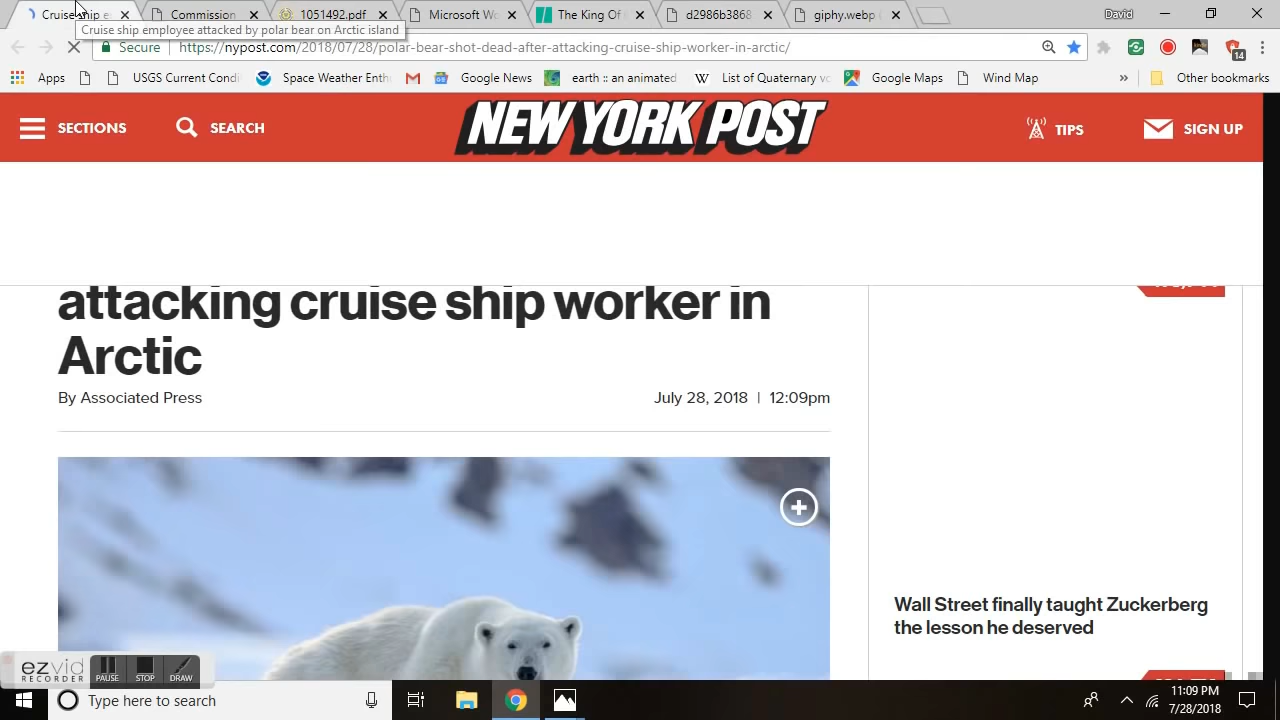 Cruise ship e
Commission
1051492.pdf
Microsoft Wo
The King Of
d2986b3868
giphy.webp
David
Cruise ship employee attacked by polar bear on Arctic island
Secure
https://nypost.com/2018/07/28/polar-bear-shot-dead-after-attacking-cruise-ship-worker-in-arctic/
14
Apps
USGS Current Condi
Space Weather Enth
Google News
earth :: an animated
W
List of Quaternary vo
Google Maps
Wind Map
»
Other bookmarks
SECTIONS
SEARCH
NEW YORK POST
TIPS
SIGN UP
attacking cruise ship worker in
Arctic
By Associated Press
July 28, 2018 | 12:09pm
Wall Street finally taught Zuckerberg
the lesson he deserved
ezvid
RECORDER
PAUSE
STOP
DRAW
Type here to search
11:09 PM
7/28/2018